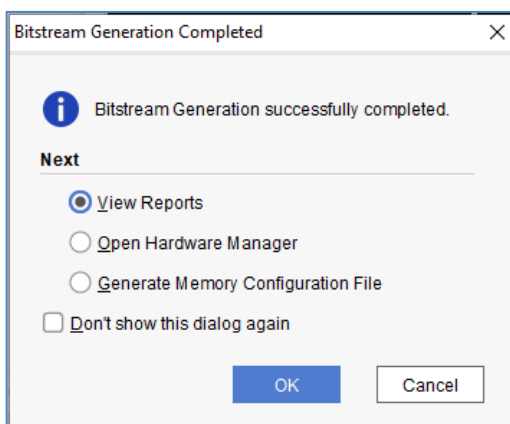 Bitstream Generation Completed
Bitstream Generation successfully completed.
Next
View Reports
Open Hardware Manager
Generate Memory Configuration File
Don't show this dialog again
OK
Cancel